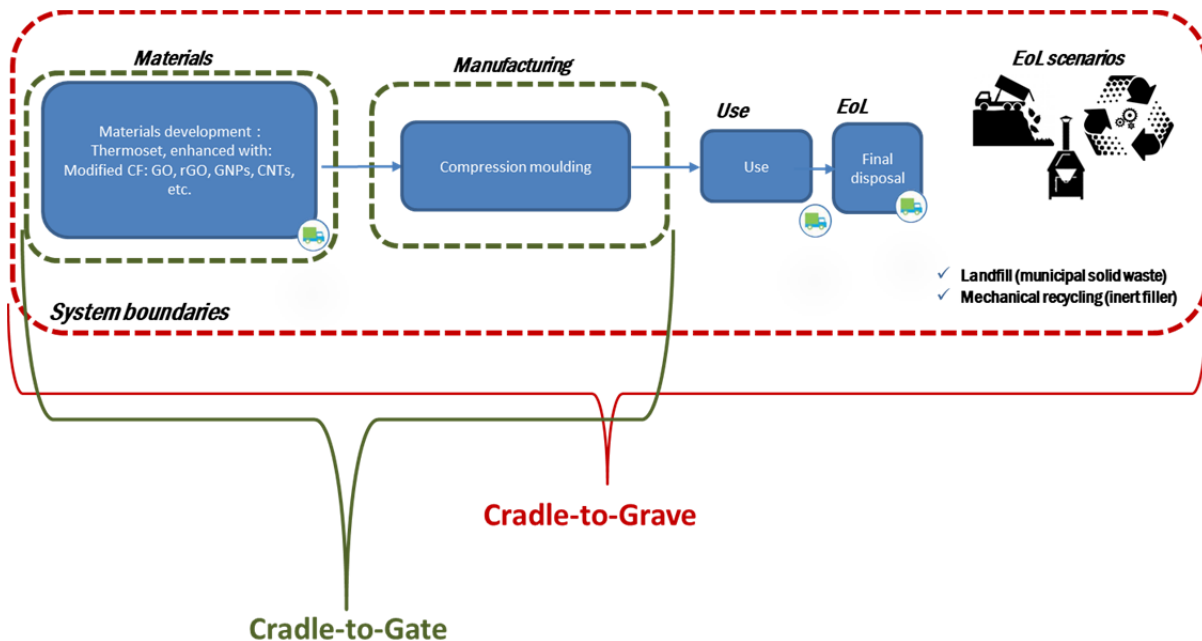 Materials
Manufacturing
EoL scenarios
Use
EoL
Materials development :
Thermoset, enhanced with:
Modified CF: GO, rGO, GNPs, CNTs,
etc.
Compression moulding
Use
Final
disposal
✓ Landfill (municipal solid waste)
✓ Mechanical recycling (inert filler)
System boundaries
Cradle-to-Grave
Cradle-to-Gate